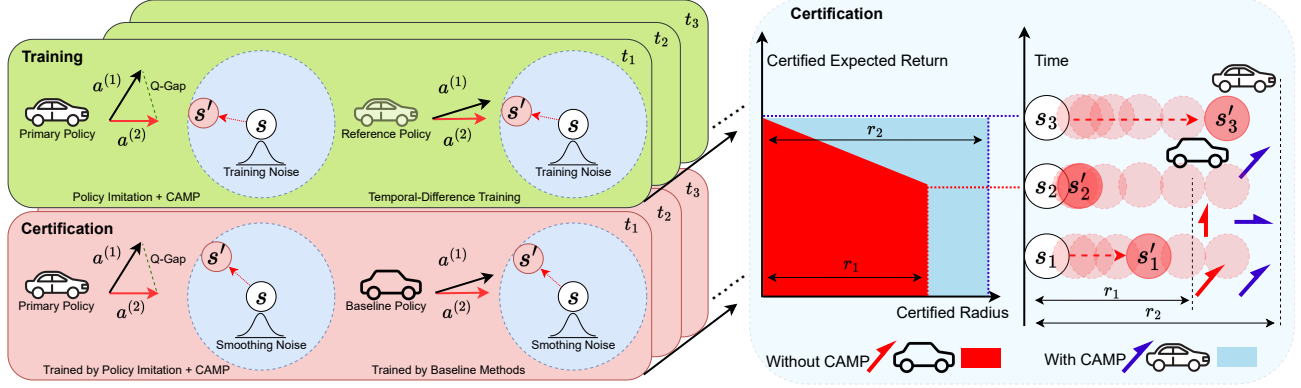 t₃
t₂
t₁
Training
a⁽¹⁾
Q-Gap
Primary Policy
a⁽²⁾
s'
s
Training Noise
Policy Imitation + CAMP
a⁽¹⁾
Reference Policy
a⁽²⁾
s'
s
Training Noise
Temporal-Difference Training
t₃
t₂
t₁
Certification
a⁽¹⁾
Q-Gap
Primary Policy
a⁽²⁾
s'
s
Smoothing Noise
Trained by Policy Imitation + CAMP
a⁽¹⁾
Baseline Policy
a⁽²⁾
s'
s
Smothing Noise
Trained by Baseline Methods
Certification
Certified Expected Return
r₂
r₁
Certified Radius
Time
s₃
s'₃
s₂
s'₂
s₁
s'₁
r₁
r₂
Without CAMP
With CAMP